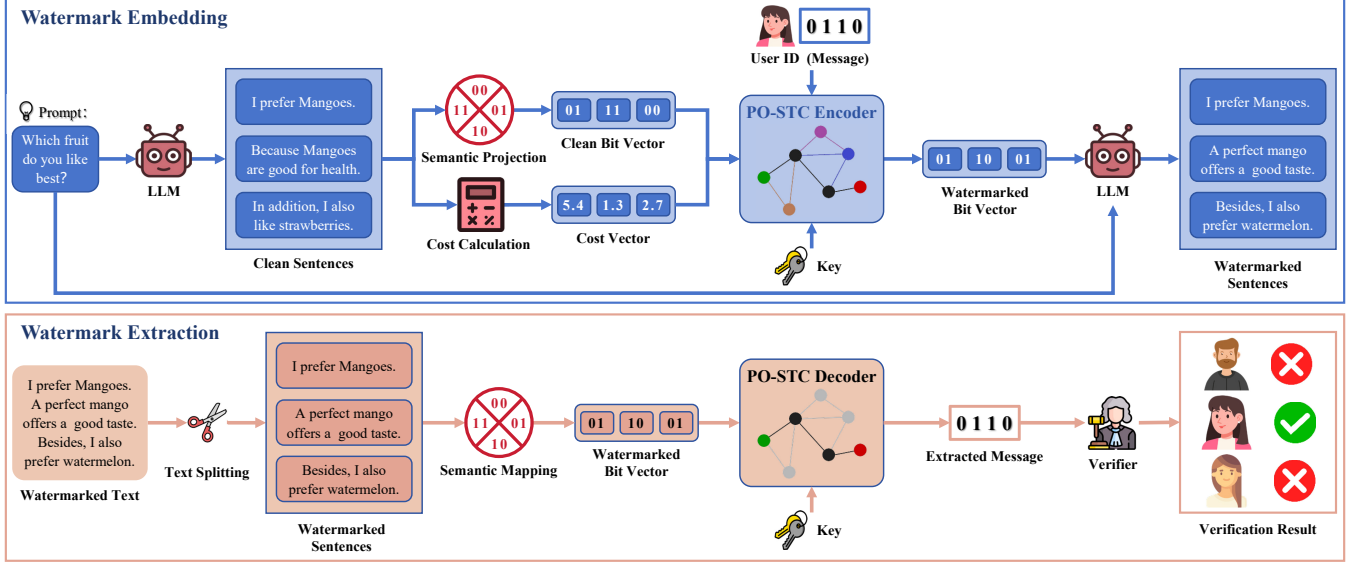 Watermark Embedding
Prompt:
Which fruit
do you like
best?
LLM
I prefer Mangoes.
Because Mangoes
are good for health.
In addition, I also
like strawberries.
Clean Sentences
00
11
01
10
Semantic Projection
01 11 00
Clean Bit Vector
Cost Calculation
5.4 1.3 2.7
Cost Vector
0 1 1 0
User ID (Message)
PO-STC Encoder
Key
01 10 01
Watermarked
Bit Vector
LLM
I prefer Mangoes.
A perfect mango
offers a good taste.
Besides, I also
prefer watermelon.
Watermarked
Sentences
Watermark Extraction
I prefer Mangoes.
A perfect mango
offers a good taste.
Besides, I also
prefer watermelon.
Watermarked Text
Text Splitting
I prefer Mangoes.
A perfect mango
offers a good taste.
Besides, I also
prefer watermelon.
Watermarked
Sentences
00
11
01
10
Semantic Mapping
01 10 01
Watermarked
Bit Vector
PO-STC Decoder
Key
0 1 1 0
Extracted Message
Verifier
Verification Result